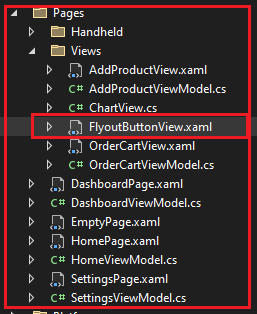 Pages
Handheld
Views
AddProductView.xaml
C# AddProductViewModel.cs
C# ChartView.cs
FlyoutButtonView.xaml
OrderCartView.xaml
C# OrderCartViewModel.cs
DashboardPage.xaml
C# DashboardViewModel.cs
EmptyPage.xaml
HomePage.xaml
C# HomeViewModel.cs
SettingsPage.xaml
C# SettingsViewModel.cs